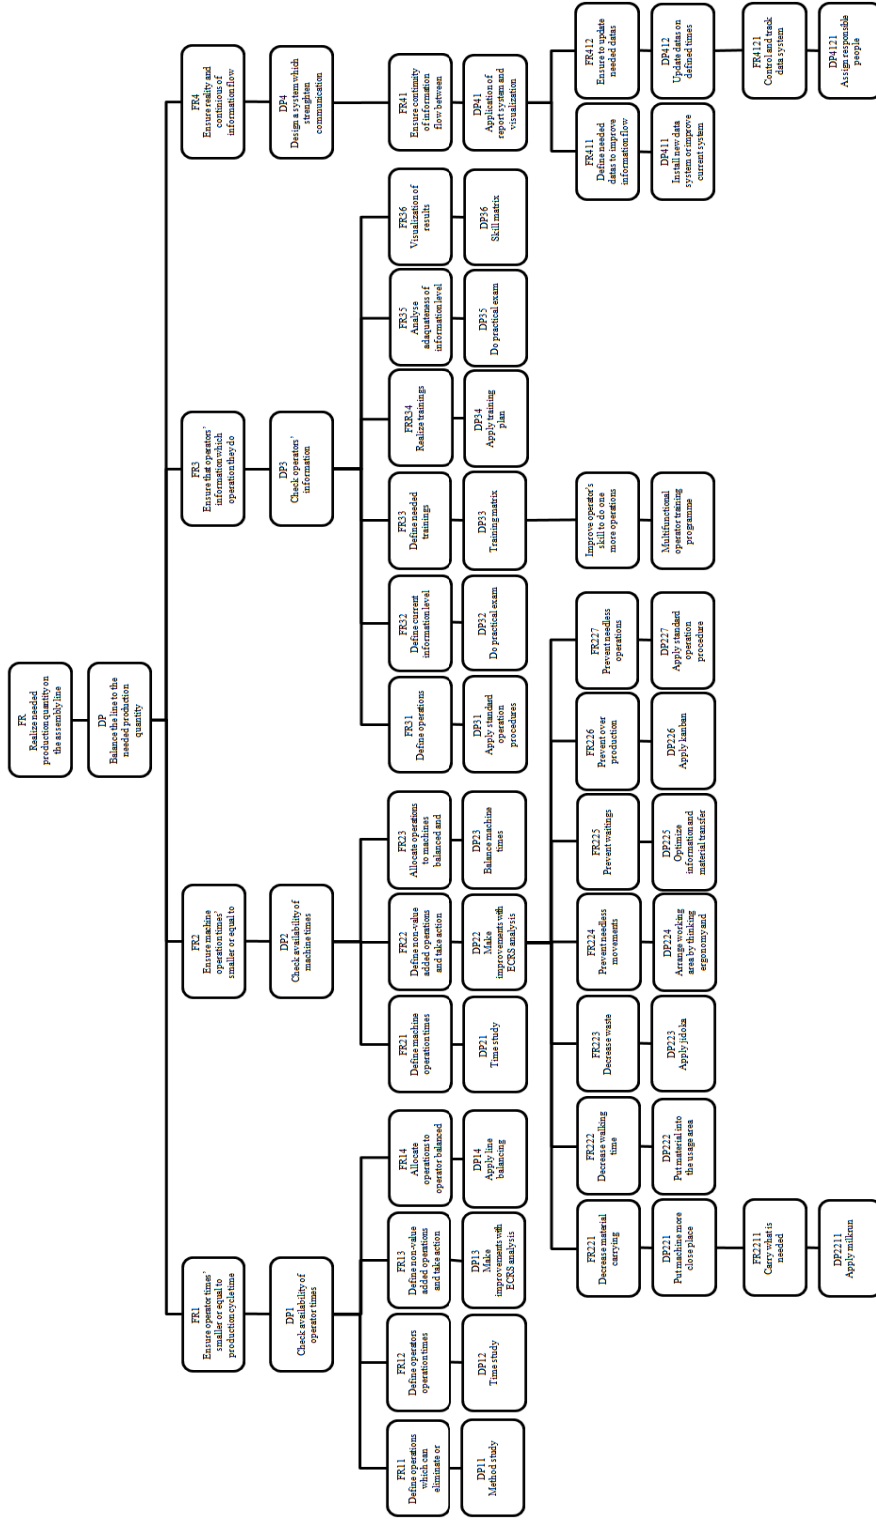 FR
Realize needed
production quantity on
the assembly line
DP
Balance the line to the
needed production
quantity
FR1
Ensure operator times'
smaller or equal to
production cycle time
DP1
Check availability of
operator times
FR2
Ensure machine
operation times'
smaller or equal to
DP2
Check availability of
machine times
FR3
Ensure that operators'
information which
operation they do
DP3
Check operators'
information
FR4
Ensure reality and
continious of
information flow
DP4
Design a system which
strenghten
communication
FR11
Define operations
which can
eliminate or
DP11
Method study
FR12
Define operators
operation times
DP12
Time study
FR13
Define non-value
added operations
and take action
DP13
Make
improvements with
ECRS analysis
FR14
Allocate
operations to
operator balanced
DP14
Apply line
balancing
FR21
Define machine
operation times
DP21
Time study
FR22
Define non-value
added operations
and take action
DP22
Make
improvements with
ECRS analysis
FR23
Allocate operations
to machines
balanced and
DP23
Balance machine
times
FR31
Define operations
DP31
Apply standard
operation
procedures
FR32
Define current
information level
DP32
Do practical exam
FR33
Define needed
trainings
DP33
Training matrix
FRR34
Realize trainings
DP34
Apply training
plan
FR35
Analyse
adaquateness of
information level
DP35
Do practical exam
FR36
Visualization of
results
DP36
Skill matrix
FR41
Ensure continuity
of information
flow between
DP41
Application of
report system and
visualization
FR221
Decrease material
carrying
DP221
Put machine more
close place
FR2211
Carry what is
needed
DP2211
Apply milkrun
FR222
Decrease walking
time
DP222
Put material into
the usage area
FR223
Decrease waste
DP223
Apply jidoka
FR224
Prevent needless
movements
DP224
Arrange working
area by thinking
ergonomy and
FR225
Prevent waitings
DP225
Optimize
information and
material transfer
FR226
Prevent over
production
DP226
Apply kanban
FR227
Prevent needless
operations
DP227
Apply standard
operation
procedure
Improve operator's
skill to do one
more operations
Multifunctional
operator training
programme
FR411
Define needed
datas to improve
information flow
DP411
Install new data
system or improve
current system
FR412
Ensure to update
needed datas
DP412
Update datas on
defined times
FR4121
Control and track
data system
DP4121
Assign responsible
people